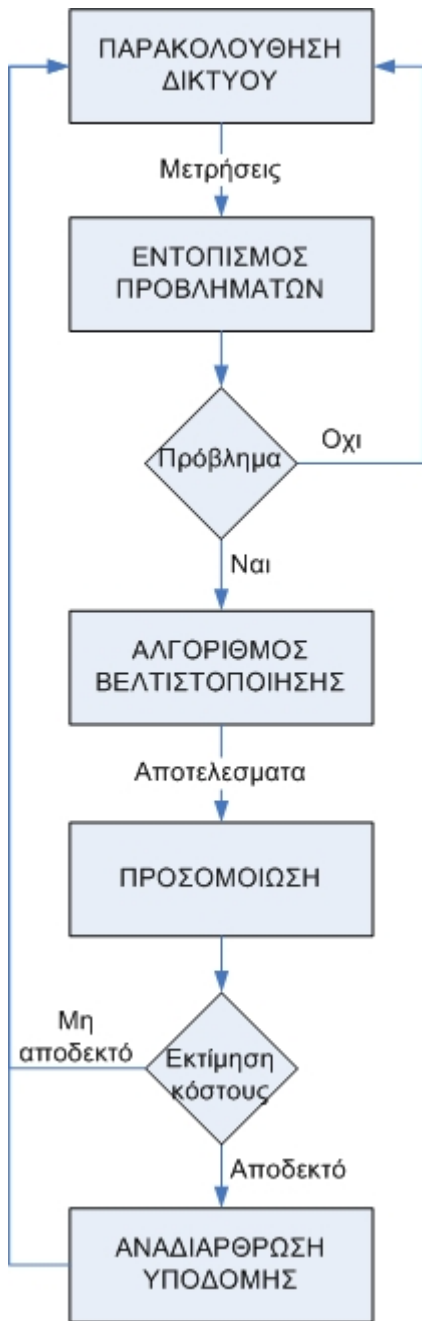 ΠΑΡΑΚΟΛΟΥΘΗΣΗ
ΔΙΚΤΥΟΥ
Μετρήσεις
ΕΝΤΟΠΙΣΜΟΣ
ΠΡΟΒΛΗΜΑΤΩΝ
Πρόβλημα
Οχι
Ναι
ΑΛΓΟΡΙΘΜΟΣ
ΒΕΛΤΙΣΤΟΠΟΙΗΣΗΣ
Αποτελεσματα
ΠΡΟΣΟΜΟΙΩΣΗ
Μη
αποδεκτό
Εκτίμηση
κόστους
Αποδεκτό
ΑΝΑΔΙΑΡΘΡΩΣΗ
ΥΠΟΔΟΜΗΣ